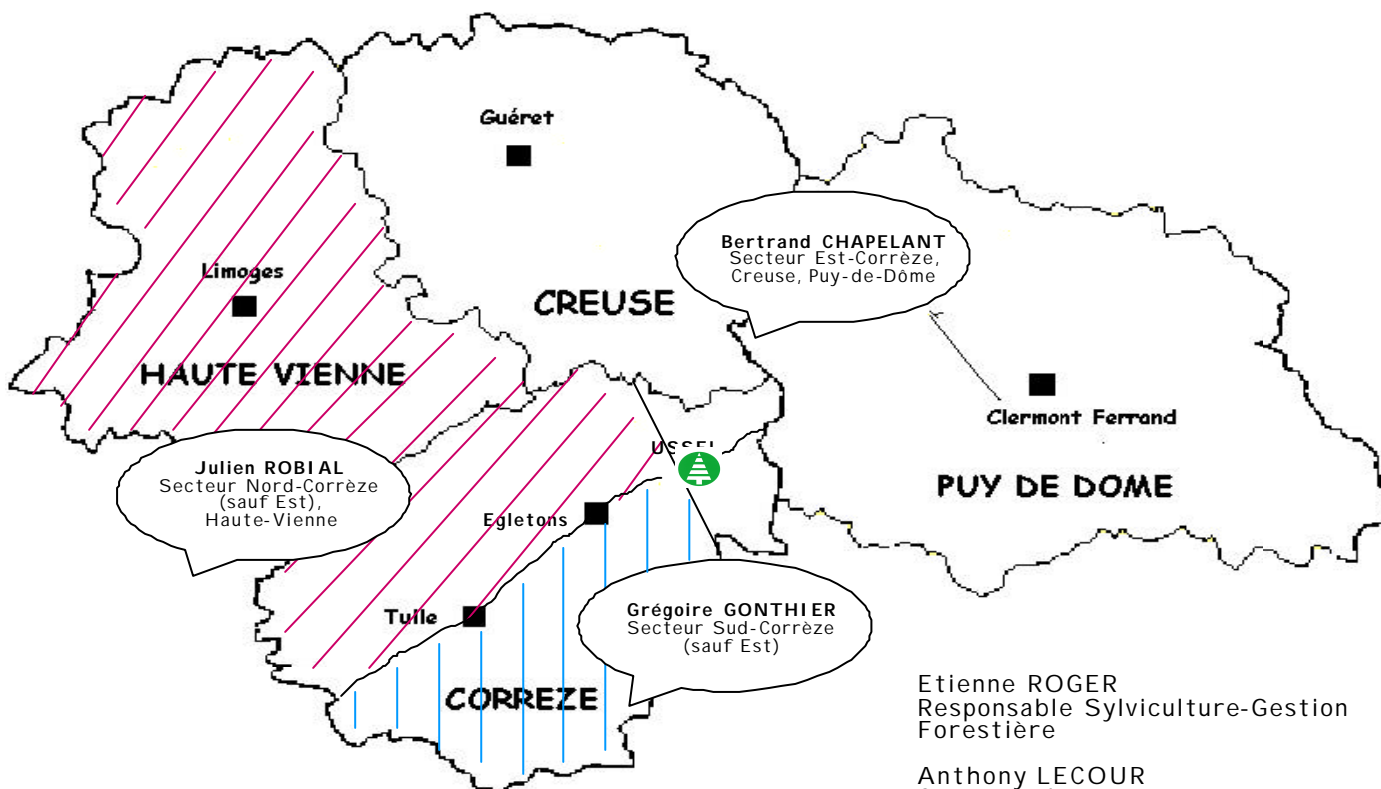 Guéret
Bertrand CHAPELANT
Secteur Est-Corrèze,
Creuse, Puy-de-Dôme
Limoges
CREUSE
HAUTE VIENNE
Clermont Ferrand
USSEL
PUY DE DOME
Julien ROBIAL
Secteur Nord-Corrèze
(sauf Est),
Haute-Vienne
Egletons
Grégoire GONTHIER
Secteur Sud-Corrèze
(sauf Est)
Tulle
CORREZE
Etienne ROGER
Responsable Sylviculture-Gestion
Forestière
Anthony LECOUR